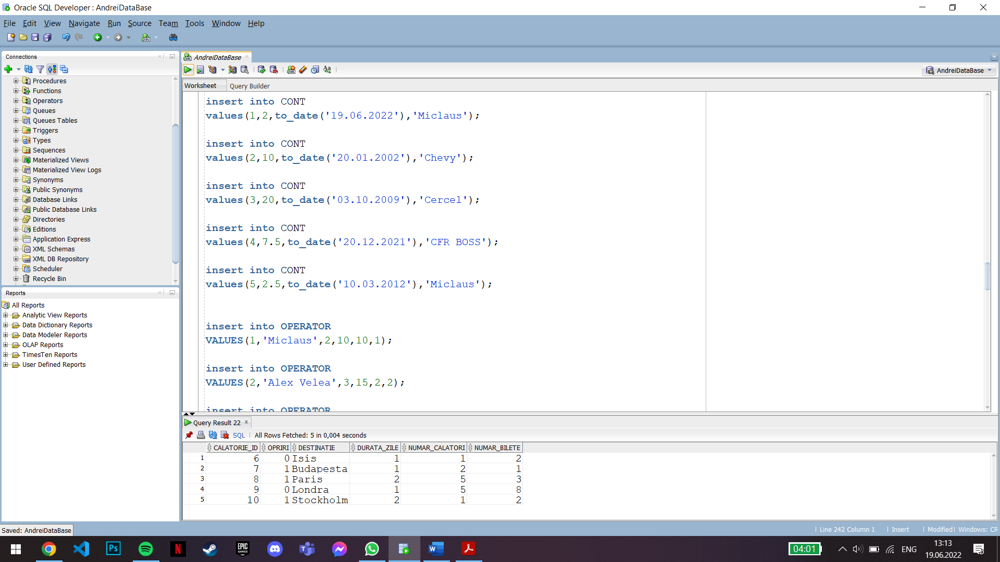 Oracle SQL Developer : AndreiDataBase
File Edit View Navigate Run Source Team Tools Window Help
Connections
Procedures
Functions
Operators
Queues
Queues Tables
Triggers
Types
Sequences
Materialized Views
Materialized View Logs
Synonyms
Public Synonyms
Database Links
Public Database Links
Directories
Editions
Application Express
XML Schemas
XML DB Repository
Scheduler
Recycle Bin
Reports
All Reports
Analytic View Reports
Data Dictionary Reports
Data Modeler Reports
OLAP Reports
TimesTen Reports
User Defined Reports
AndreiDataBase
AndreiDataBase
Worksheet Query Builder
insert into CONT
values(1,2,to_date('19.06.2022'),'Miclaus');
insert into CONT
values(2,10,to_date('20.01.2002'),'Chevy');
insert into CONT
values(3,20,to_date('03.10.2009'),'Cercel');
insert into CONT
values(4,7.5,to_date('20.12.2021'),'CFR BOSS');
insert into CONT
values(5,2.5,to_date('10.03.2012'),'Miclaus');
insert into OPERATOR
VALUES(1,'Miclaus',2,10,10,1);
insert into OPERATOR
VALUES(2,'Alex Velea',3,15,2,2);
insert into OPERATOR
Query Result 22
SQL All Rows Fetched: 5 in 0,004 seconds
CALATORIE_ID OPRIRI DESTINATIE DURATA_ZILE NUMAR_CALATORI NUMAR_BILETE
1 6 0 Isis 1 1 2
2 7 1 Budapesta 1 2 1
3 8 1 Paris 2 5 3
4 9 0 Londra 1 5 8
5 10 1 Stockholm 2 1 2
Saved: AndreiDataBase
Line 242 Column 1 Insert Modified Windows: CR
04:01 ENG 13:13
19.06.2022